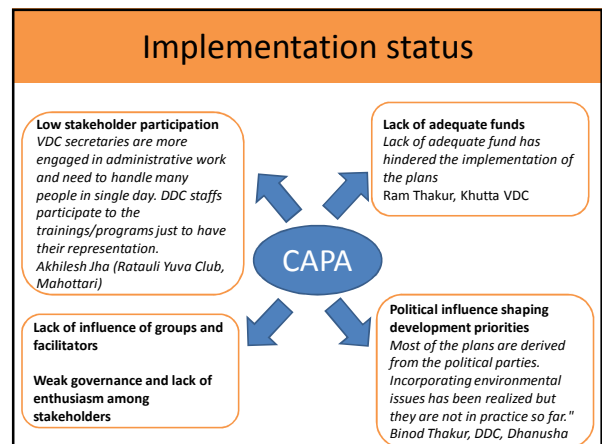 Implementation status
Low stakeholder participation
VDC secretaries are more
engaged in administrative work
and need to handle many
people in single day. DDC staffs
participate to the
trainings/programs just to have
their representation.
Akhilesh Jha (Ratauli Yuva Club,
Mahottari)
Lack of adequate funds
Lack of adequate fund has
hindered the implementation of
the plans
Ram Thakur, Khutta VDC
CAPA
Lack of influence of groups and
facilitators
Weak governance and lack of
enthusiasm among
stakeholders
Political influence shaping
development priorities
Most of the plans are derived
from the political parties.
Incorporating environmental
issues has been realized but
they are not in practice so far."
Binod Thakur, DDC, Dhanusha